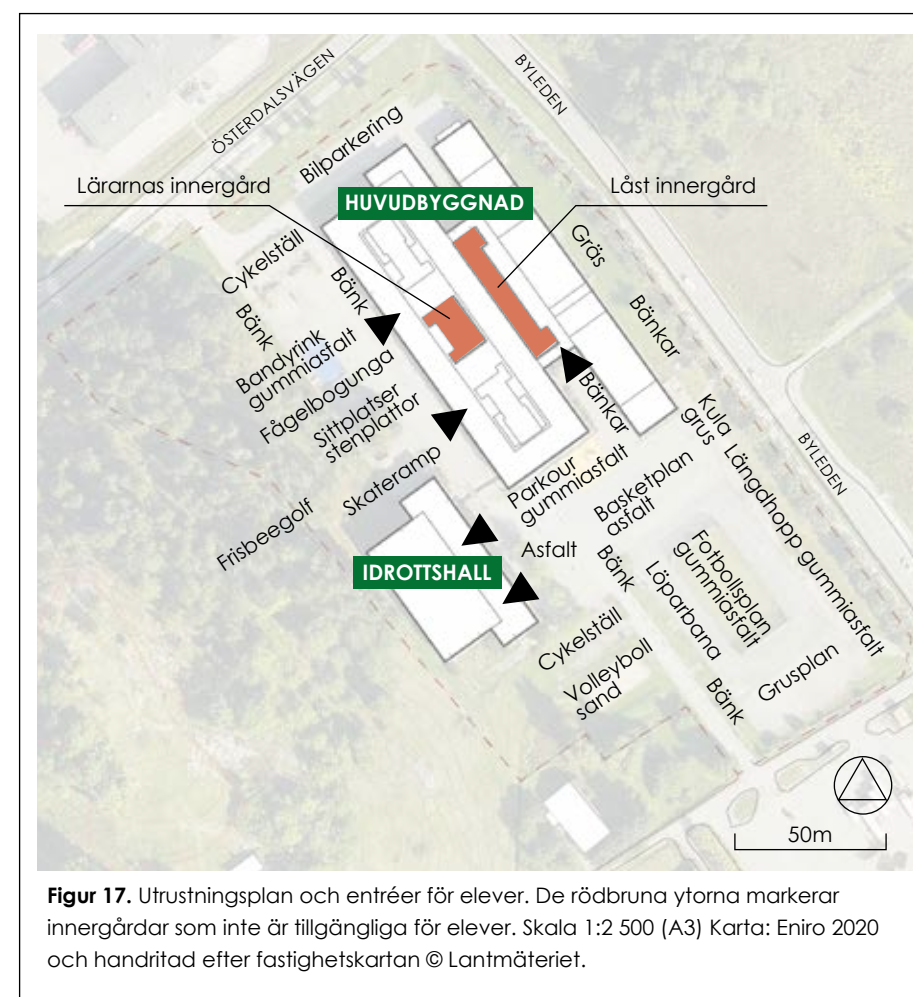 ÖSTERDALSVÄGEN
BYLEDEN
Bilparkering
Lärarnas innergård
Låst innergård
HUVUDBYGGNAD
Cykelställ
Gräs
Bänk
Bänk
Bänkar
Bandyrink
gummiasfalt
Fågelbogunga
Sittplatser
stenplattor
Bänkar
Kula
grus
BYLEDEN
Skateramp
Parkour
gummiasfalt
Basketplan
asfalt
Längdhopp gummiasfalt
Frisbeegolf
Asfalt
IDROTTSHALL
Bänk
Fotbollsplan
gummiasfalt
Löparbana
Cykelställ
Volleyboll
sand
Bänk
Grusplan
50m
Figur 17. Utrustningsplan och entréer för elever. De rödbruna ytorna markerar
innergårdar som inte är tillgängliga för elever. Skala 1:2 500 (A3) Karta: Eniro 2020
och handritad efter fastighetskartan © Lantmäteriet.